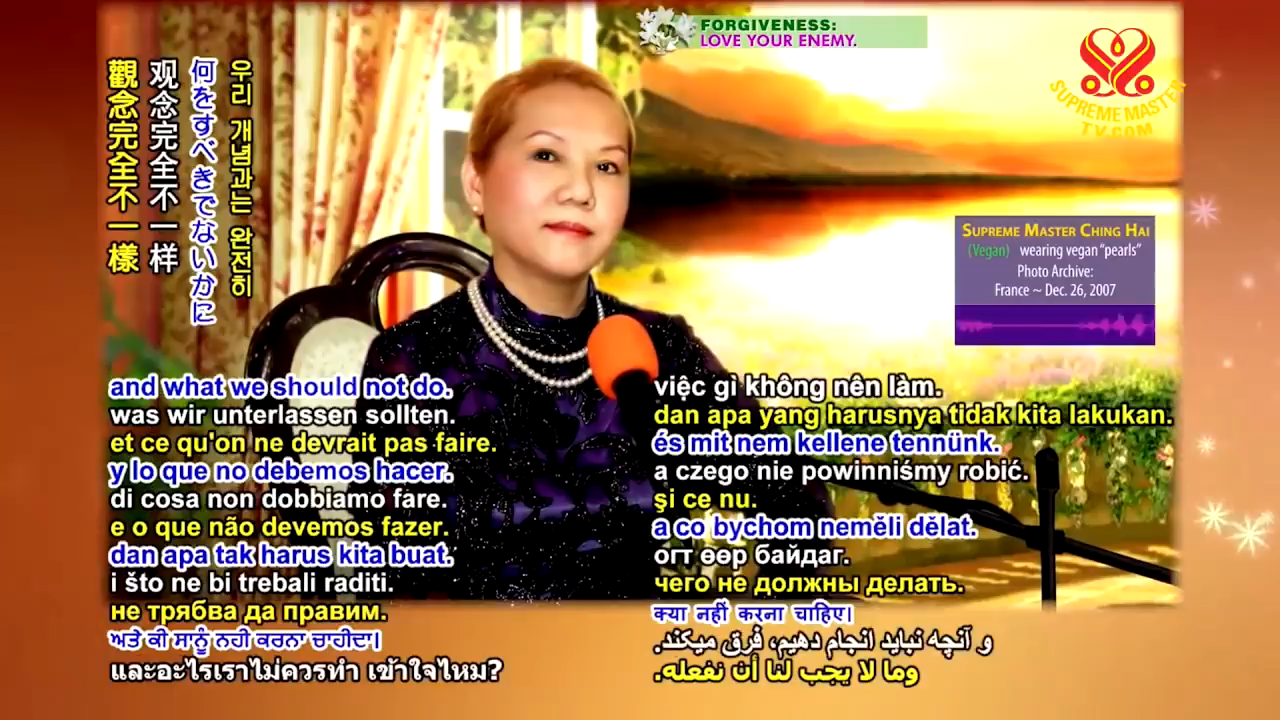 FORGIVENESS:
LOVE YOUR ENEMY.
SUPREME MASTER
TV.COM
觀念完全不一樣
观念完全不一样
何をすべきでないかに
우리 개념과는 완전히
SUPREME MASTER CHING HAI
(Vegan) wearing vegan “pearls”
Photo Archive:
France ~ Dec. 26, 2007
and what we should not do.
was wir unterlassen sollten.
et ce qu'on ne devrait pas faire.
y lo que no debemos hacer.
di cosa non dobbiamo fare.
e o que não devemos fazer.
dan apa tak harus kita buat.
i što ne bi trebali raditi.
не трябва да правим.
ਅਤੇ ਕੀ ਸਾਨੂੰ ਨਹੀ ਕਰਨਾ ਚਾਹੀਦਾ।
และอะไรเราไม่ควรทำ เข้าใจไหม?
việc gì không nên làm.
dan apa yang harusnya tidak kita lakukan.
és mit nem kellene tennünk.
a czego nie powinniśmy robić.
şi ce nu.
a co bychom neměli dělat.
огт өөр байдаг.
чего не должны делать.
क्या नहीं करना चाहिए।
و آنچه نباید انجام دهیم، فرق میکند.
وما لا يجب لنا أن نفعله.